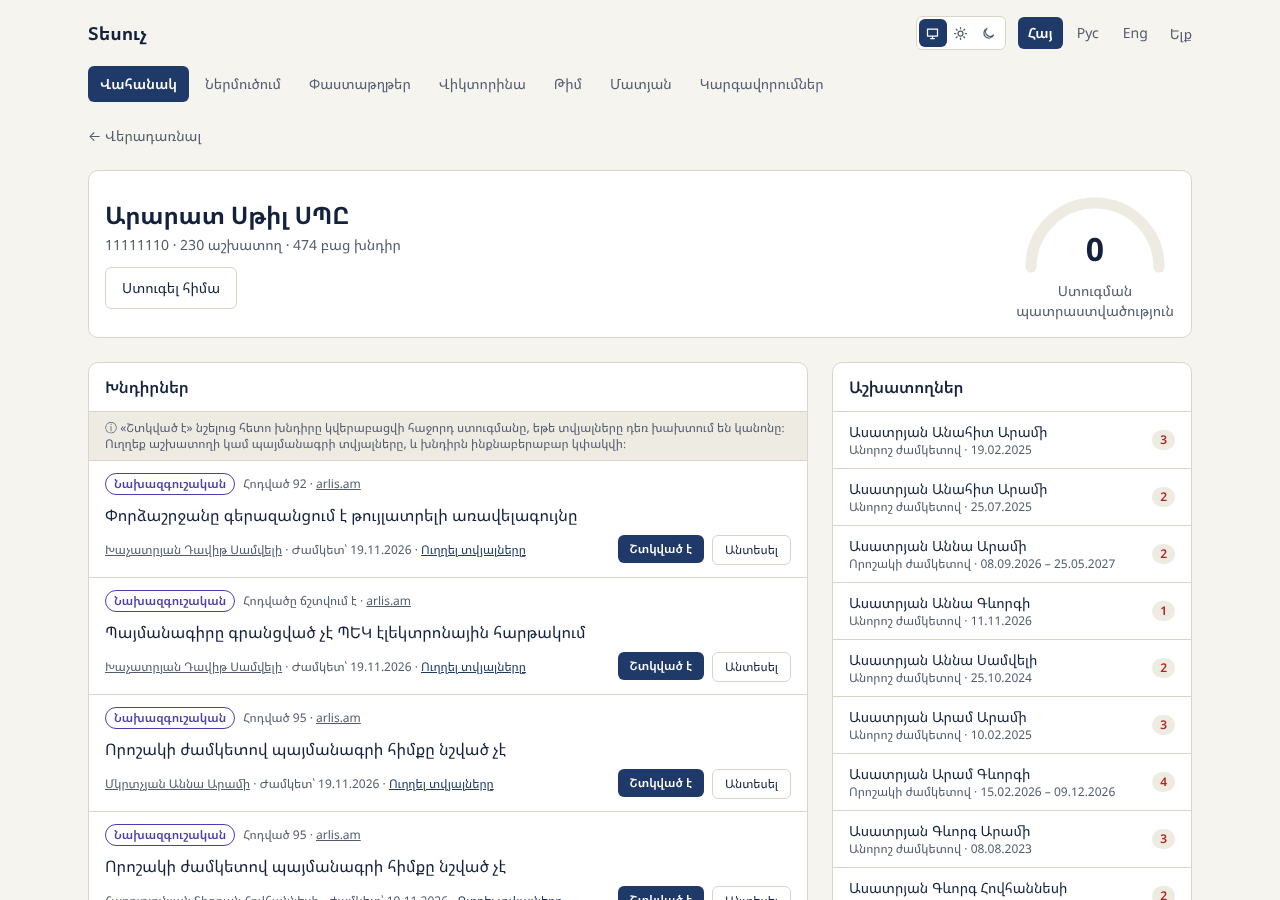 Տեսուչ
Հայ Рус Eng Ելք
Վահանակ Ներմուծում Փաստաթղթեր Վիկտորինա Թիմ Մատյան Կարգավորումներ
← Վերադառնալ
Արարատ Սթիլ ՍՊԸ
11111110 · 230 աշխատող · 474 բաց խնդիր
Ստուգել հիմա
0
Ստուգման
պատրաստվածություն
Խնդիրներ
ⓘ «Շտկված է» նշելուց հետո խնդիրը կվերաբացվի հաջորդ ստուգմանը, եթե տվյալները դեռ խախտում են կանոնը։
Ուղղեք աշխատողի կամ պայմանագրի տվյալները, և խնդիրն ինքնաբերաբար կփակվի։
Նախազգուշական Հոդված 92 · arlis.am
Փորձաշրջանը գերազանցում է թույլատրելի առավելագույնը
Խաչատրյան Դավիթ Սամվելի · Ժամկետ՝ 19.11.2026 · Ուղղել տվյալները Շտկված է Անտեսել
Նախազգուշական Հոդվածը ճշտվում է · arlis.am
Պայմանագիրը գրանցված չէ ՊԵԿ էլեկտրոնային հարթակում
Խաչատրյան Դավիթ Սամվելի · Ժամկետ՝ 19.11.2026 · Ուղղել տվյալները Շտկված է Անտեսել
Նախազգուշական Հոդված 95 · arlis.am
Որոշակի ժամկետով պայմանագրի հիմքը նշված չէ
Մկրտչյան Աննա Արամի · Ժամկետ՝ 19.11.2026 · Ուղղել տվյալները Շտկված է Անտեսել
Նախազգուշական Հոդված 95 · arlis.am
Որոշակի ժամկետով պայմանագրի հիմքը նշված չէ
Աշխատողներ
Ասատրյան Անահիտ Արամի 3
Անորոշ ժամկետով · 19.02.2025
Ասատրյան Անահիտ Արամի 2
Անորոշ ժամկետով · 25.07.2025
Ասատրյան Աննա Արամի 2
Որոշակի ժամկետով · 08.09.2026 – 25.05.2027
Ասատրյան Աննա Գևորգի 1
Անորոշ ժամկետով · 11.11.2026
Ասատրյան Աննա Սամվելի 2
Անորոշ ժամկետով · 25.10.2024
Ասատրյան Արամ Արամի 3
Անորոշ ժամկետով · 10.02.2025
Ասատրյան Արամ Գևորգի 4
Որոշակի ժամկետով · 15.02.2026 – 09.12.2026
Ասատրյան Գևորգ Արամի 3
Անորոշ ժամկետով · 08.08.2023
Ասատրյան Գևորգ Հովհաննեսի 2